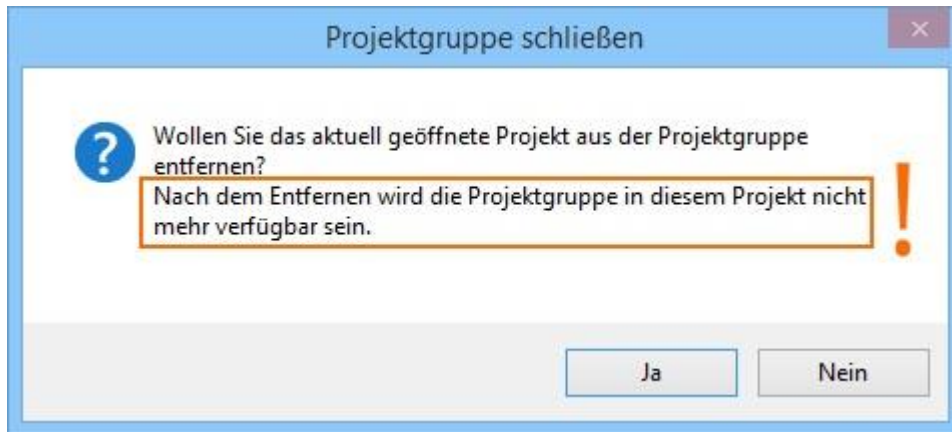 Projektgruppe schließen
Wollen Sie das aktuell geöffnete Projekt aus der Projektgruppe
entfernen?
Nach dem Entfernen wird die Projektgruppe in diesem Projekt nicht
mehr verfügbar sein.
!
Ja
Nein